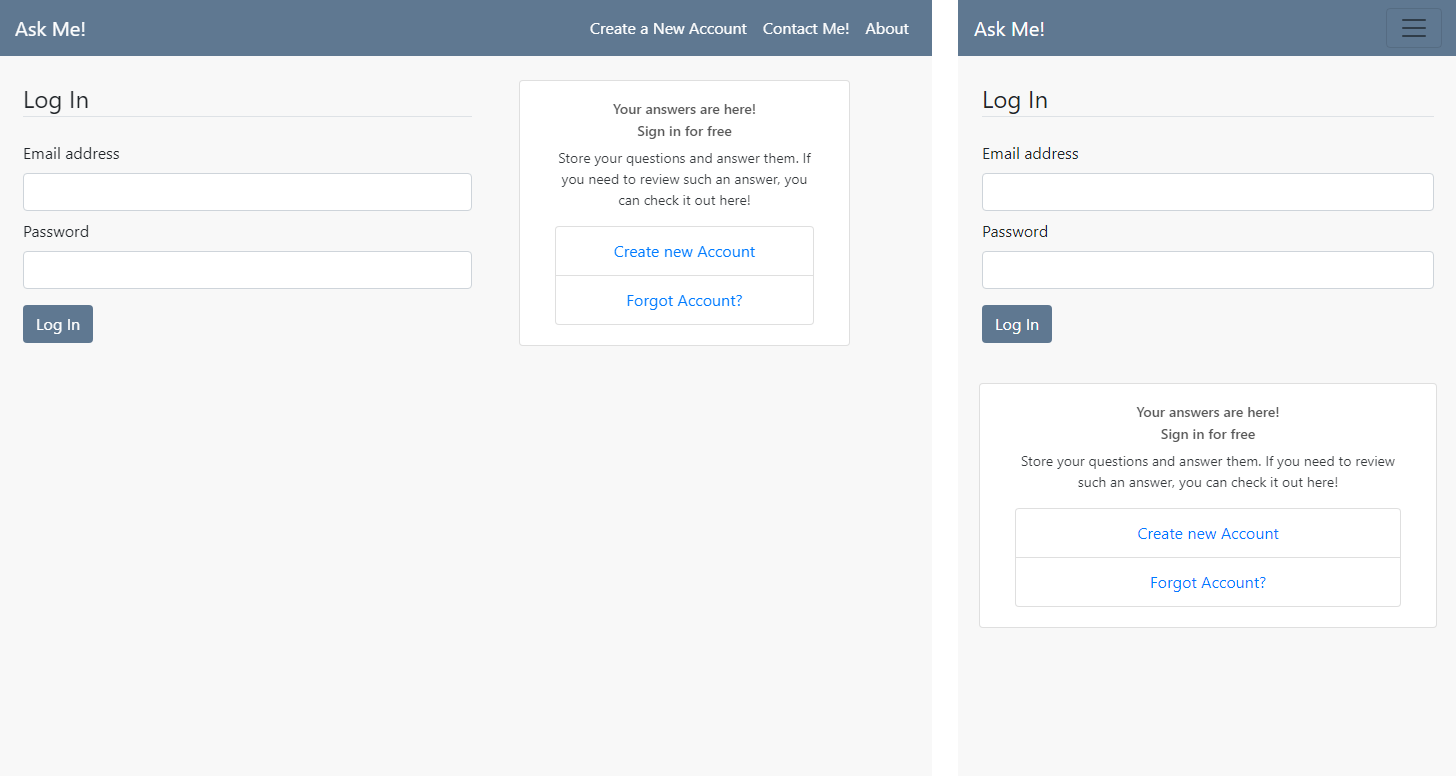 Ask Me!
Create a New Account
Contact Me!
About
Log In
Email address
Password
Log In
Your answers are here!
Sign in for free
Store your questions and answer them. If
you need to review such an answer, you
can check it out here!
Create new Account
Forgot Account?
Ask Me!
Log In
Email address
Password
Log In
Your answers are here!
Sign in for free
Store your questions and answer them. If you need to review
such an answer, you can check it out here!
Create new Account
Forgot Account?